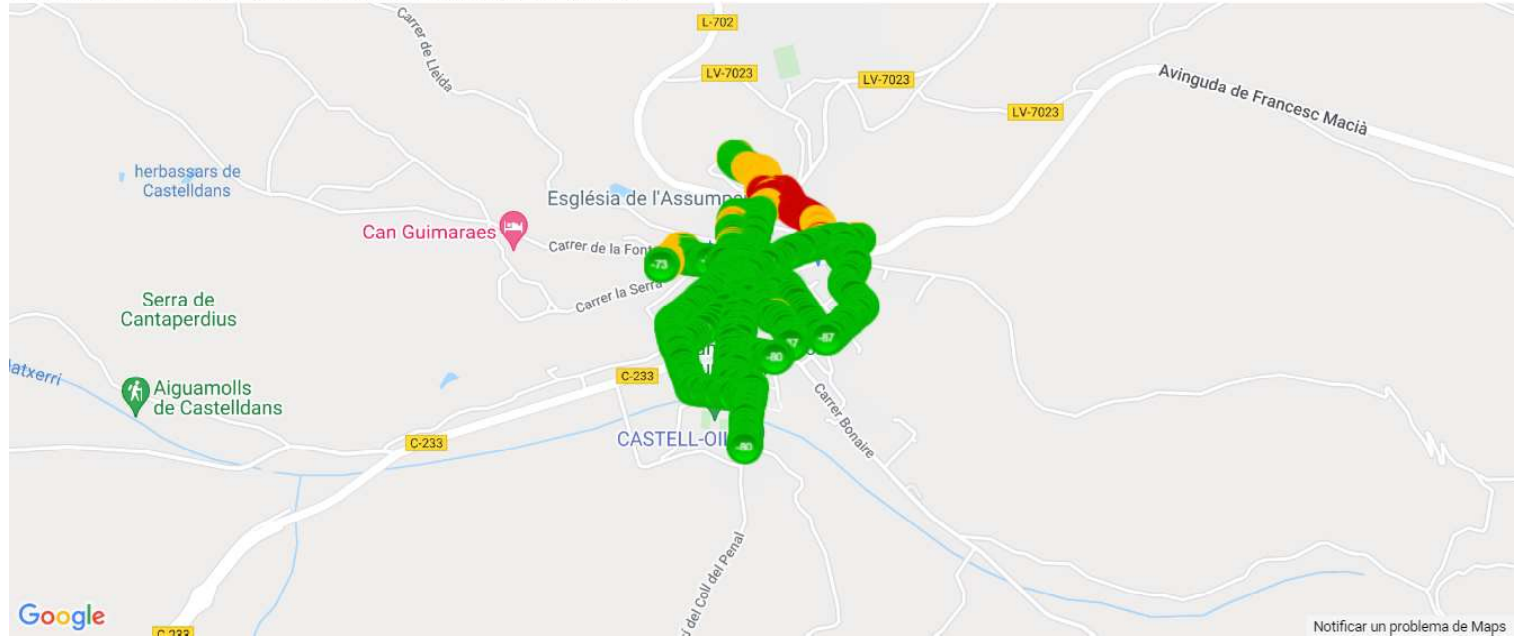 Carrer de Lleida
L-702
LV-7023
LV-7023
LV-7023
Avinguda de Francesc Macià
herbassars de
Castelldans
Església de l'Assump
Can Guimaraes
Carrer de la Font
-73
Carrer la Serra
Serra de
Cantaperdius
-87
-80
C-233
Aiguamolls
de Castelldans
C-233
CASTELL-OI
-80
Carrer Bonaire
del Coll del Penal
Google
C-233
Notificar un problema de Maps